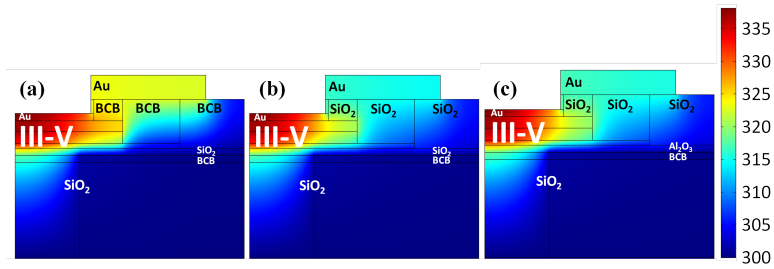 (a)
Au
BCB BCB BCB
Au
III-V
SiO₂
BCB
SiO₂
(b)
Au
SiO₂ SiO₂ SiO₂
Au
III-V
SiO₂
BCB
SiO₂
(c)
Au
SiO₂ SiO₂ SiO₂
Au
III-V
Al₂O₃
BCB
SiO₂
335
330
325
320
315
310
305
300